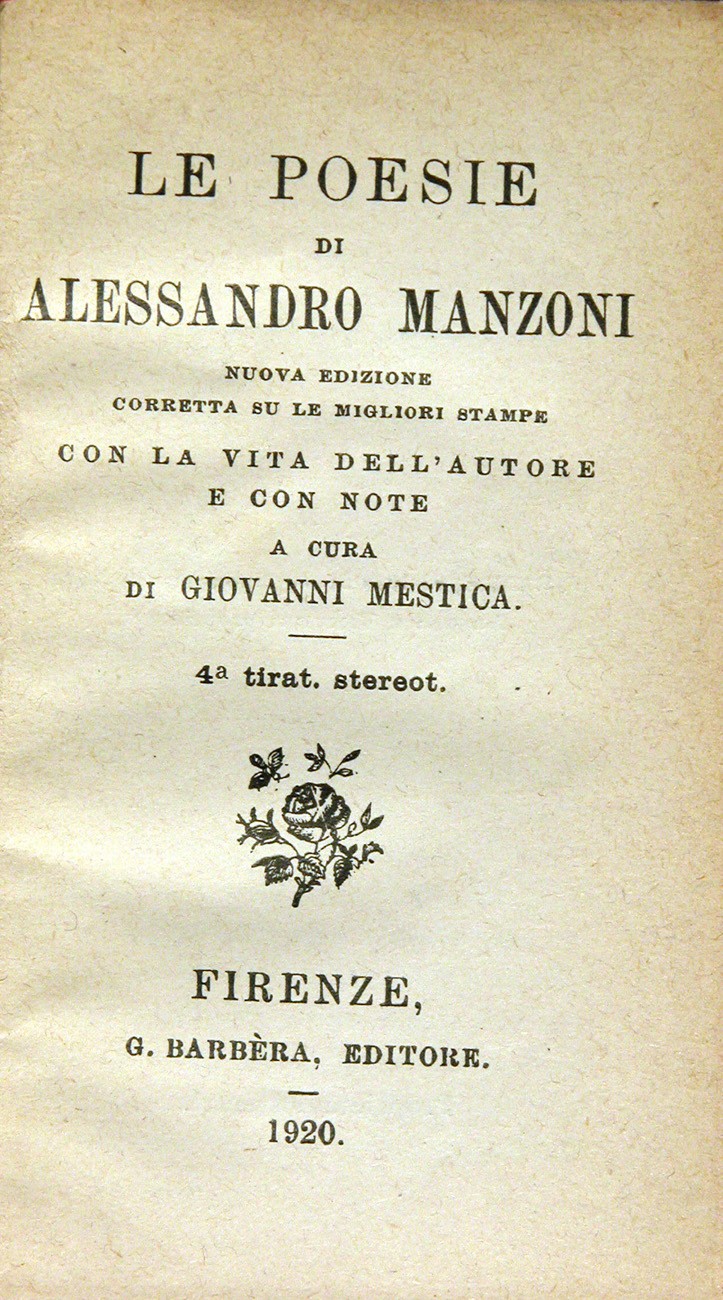 LE POESIE
DI
ALESSANDRO MANZONI
NUOVA EDIZIONE
CORRETTA SU LE MIGLIORI STAMPE
CON LA VITA DELL'AUTORE
E CON NOTE
A CURA
DI GIOVANNI MESTICA.
4ª tirat. stereot.
FIRENZE,
G. BARBÈRA, EDITORE.
1920.